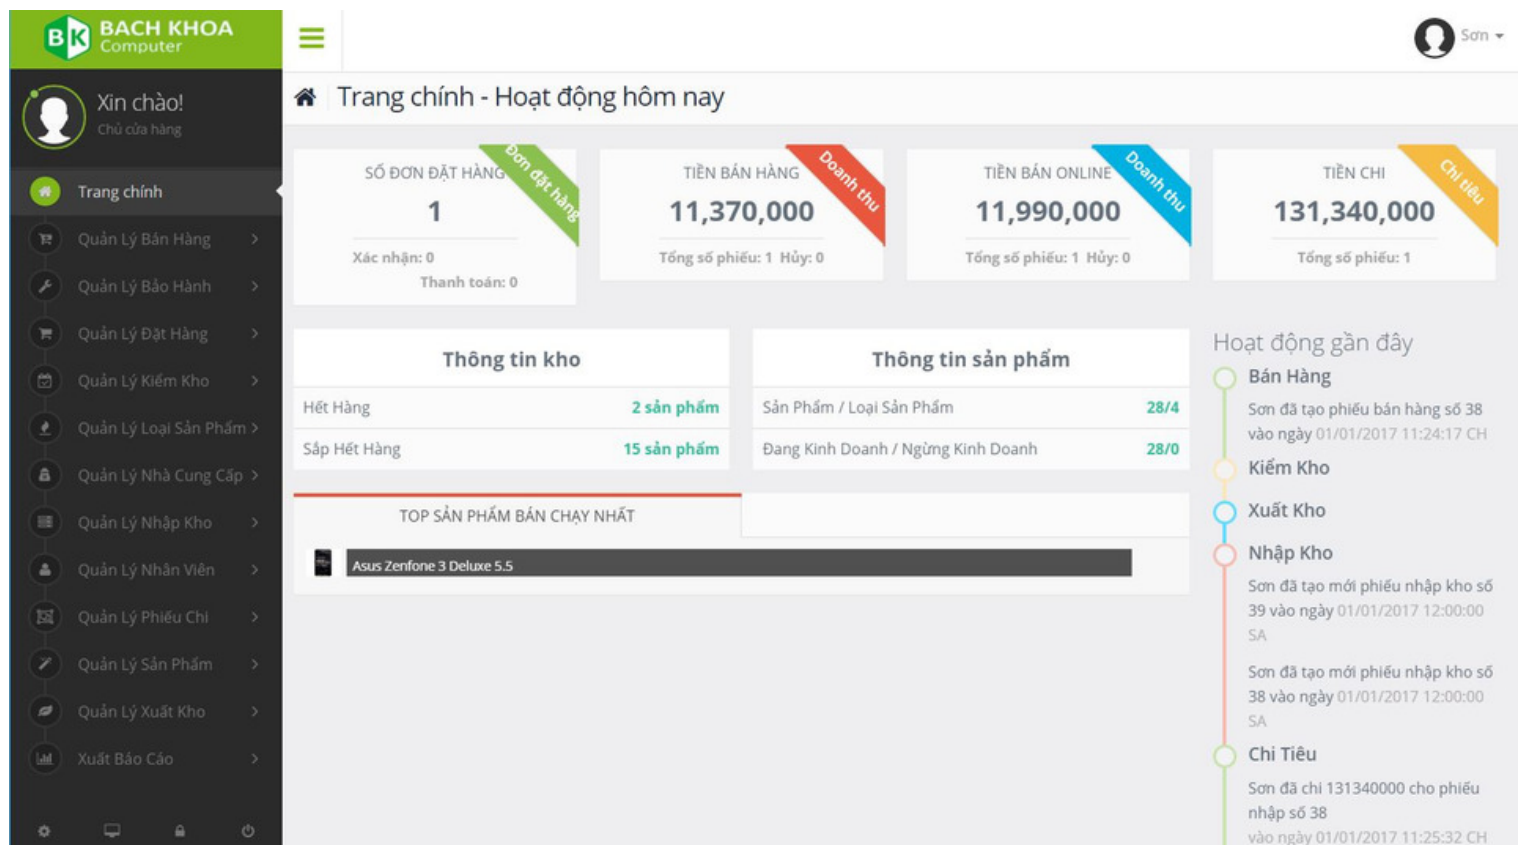 BK BACH KHOA
Computer
Sơn
Xin chào!
Chủ cửa hàng
Trang chính
Quản Lý Bán Hàng
Quản Lý Bảo Hành
Quản Lý Đặt Hàng
Quản Lý Kiểm Kho
Quản Lý Loại Sản Phẩm
Quản Lý Nhà Cung Cấp
Quản Lý Nhập Kho
Quản Lý Nhân Viên
Quản Lý Phiếu Chi
Quản Lý Sản Phẩm
Quản Lý Xuất Kho
Xuất Báo Cáo
Trang chính - Hoạt động hôm nay
SỐ ĐƠN ĐẶT HÀNG
Đơn đặt hàng
1
Xác nhận: 0
Thanh toán: 0
TIỀN BÁN HÀNG
Doanh thu
11,370,000
Tổng số phiếu: 1 Hủy: 0
TIỀN BÁN ONLINE
Doanh thu
11,990,000
Tổng số phiếu: 1 Hủy: 0
TIỀN CHI
Chi tiêu
131,340,000
Tổng số phiếu: 1
Thông tin kho
Hết Hàng 2 sản phẩm
Sắp Hết Hàng 15 sản phẩm
Thông tin sản phẩm
Sản Phẩm / Loại Sản Phẩm 28/4
Đang Kinh Doanh / Ngừng Kinh Doanh 28/0
TOP SẢN PHẨM BÁN CHẠY NHẤT
Asus Zenfone 3 Deluxe 5.5
Hoạt động gần đây
Bán Hàng
Sơn đã tạo phiếu bán hàng số 38
vào ngày 01/01/2017 11:24:17 CH
Kiểm Kho
Xuất Kho
Nhập Kho
Sơn đã tạo mới phiếu nhập kho số
39 vào ngày 01/01/2017 12:00:00
SA
Sơn đã tạo mới phiếu nhập kho số
38 vào ngày 01/01/2017 12:00:00
SA
Chi Tiêu
Sơn đã chi 131340000 cho phiếu
nhập số 38
vào ngày 01/01/2017 11:25:32 CH